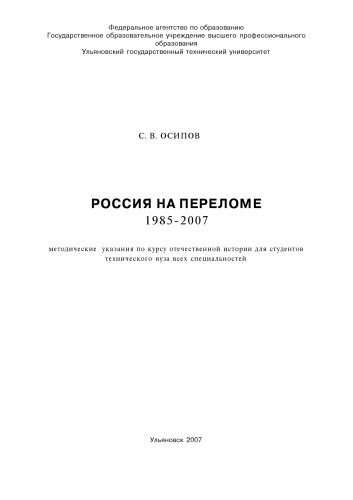 Федеральное агентство по образованию
Государственное образовательное учреждение высшего профессионального
образования
Ульяновский государственный технический университет
С. В. ОСИПОВ
РОССИЯ НА ПЕРЕЛОМЕ
1985-2007
методические указания по курсу отечественной истории для студентов
технического вуза всех специальностей
Ульяновск 2007